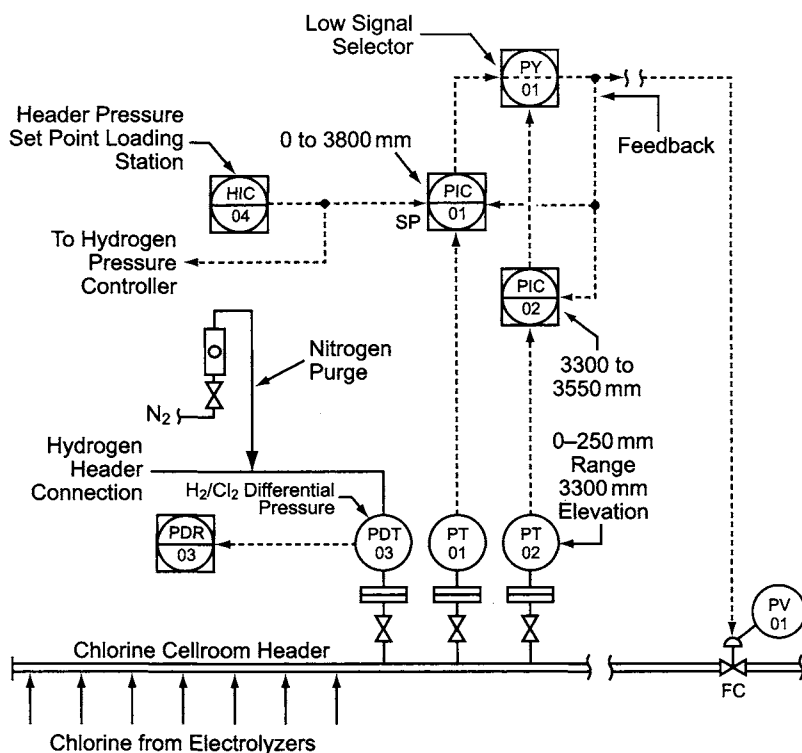 Low Signal
Selector
PY
01
Header Pressure
Set Point Loading
Station
0 to 3800 mm
Feedback
HIC
04
PIC
01
SP
To Hydrogen
Pressure
Controller
PIC
02
Nitrogen
Purge
3300 to
3550 mm
N2
Hydrogen
Header
Connection
H2/Cl2 Differential
Pressure
0–250 mm
Range
3300 mm
Elevation
PDR
03
PDT
03
PT
01
PT
02
PV
01
Chlorine Cellroom Header
FC
Chlorine from Electrolyzers